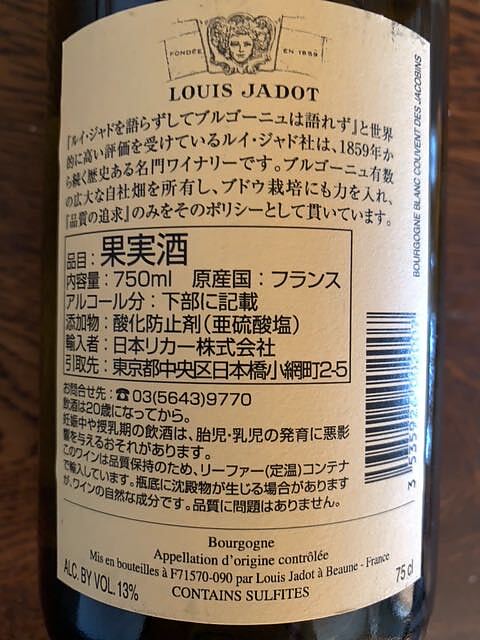 FONDÉE EN 1859
LOUIS JADOT
『ルイ・ジャドを語らずしてブルゴーニュは語れず』と世界
的に高い評価を受けているルイ・ジャド社は、1859年か
ら続く歴史ある名門ワイナリーです。ブルゴーニュ有数
の広大な自社畑を所有し、ブドウ栽培にも力を入れ、
『品質の追求』のみをそのポリシーとして貫いています。
品目：果実酒
内容量：750ml 原産国：フランス
アルコール分：下部に記載
添加物：酸化防止剤（亜硫酸塩）
輸入者：日本リカー株式会社
引取先：東京都中央区日本橋小網町2-5
お問合せ先：☎03(5643)9770
飲酒は20歳になってから。
妊娠中や授乳期の飲酒は、胎児・乳児の発育に悪影
響を与えるおそれがあります。
このワインは品質保持のため、リーファー(定温)コンテナ
で輸入しています。瓶底に沈殿物が生じる場合があります
が、ワインの自然な成分です。品質に問題はありません。
Bourgogne
Appellation d'origine contrôlée
Mis en bouteilles à F71570-090 par Louis Jadot à Beaune - France
ALC. BY VOL. 13%
CONTAINS SULFITES
75 cl
BOURGOGNE BLANC COUVENT DES JACOBINS